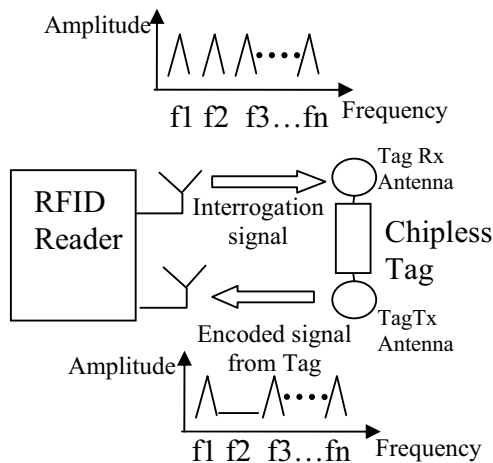 Amplitude
f1 f2 f3...fn
Frequency
RFID
Reader
Interrogation
signal
Tag Rx
Antenna
Chipless
Tag
TagTx
Antenna
Encoded signal
from Tag
Amplitude
f1 f2 f3...fn
Frequency